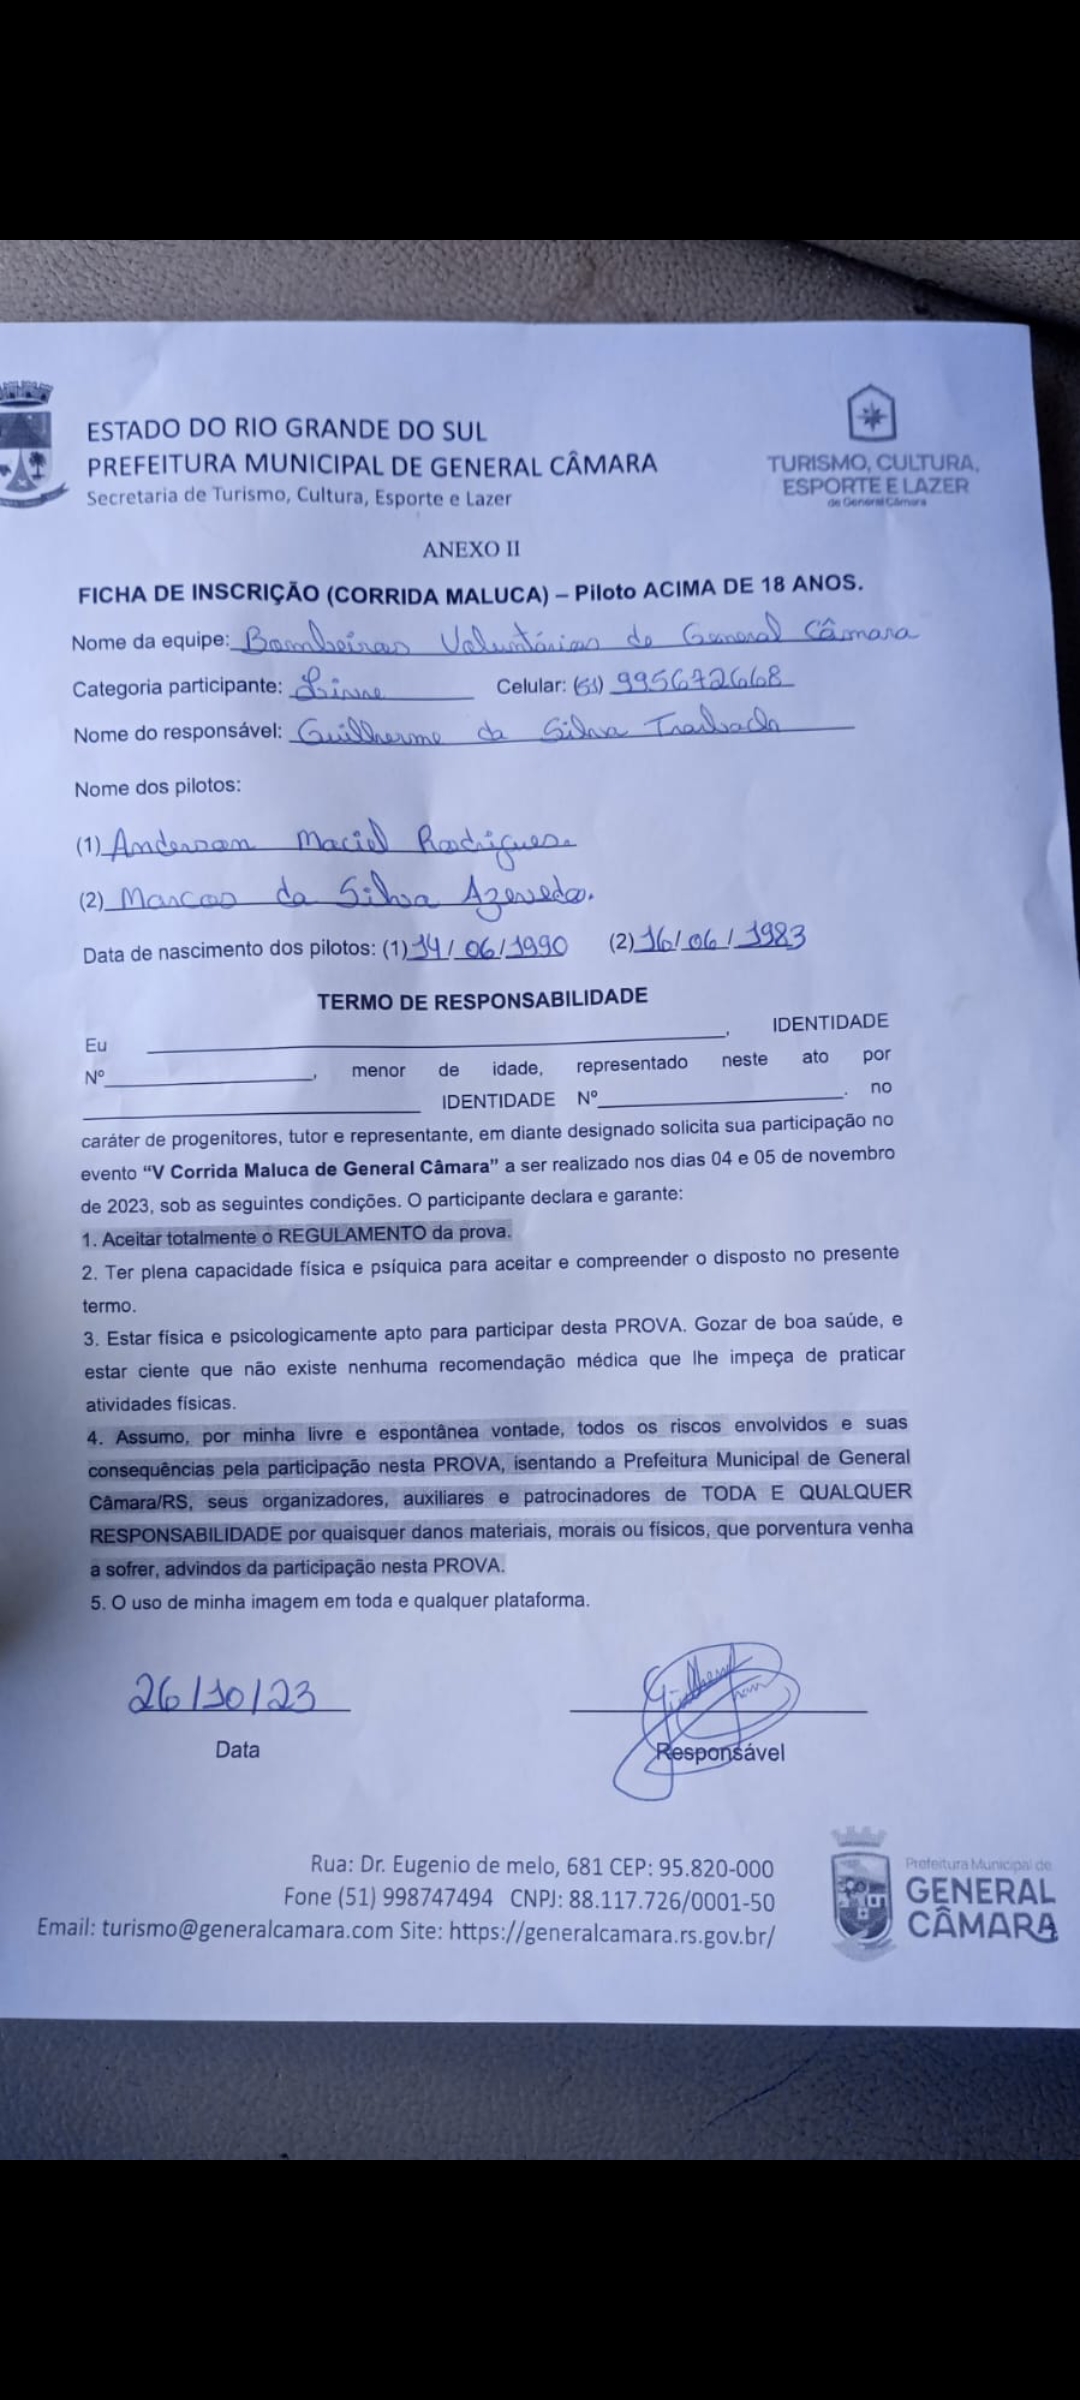 ESTADO DO RIO GRANDE DO SUL
PREFEITURA MUNICIPAL DE GENERAL CÂMARA
Secretaria de Turismo, Cultura, Esporte e Lazer
TURISMO, CULTURA,
ESPORTE E LAZER
de General Câmara
ANEXO II
FICHA DE INSCRIÇÃO (CORRIDA MALUCA) – Piloto ACIMA DE 18 ANOS.
Nome da equipe: Bombeiros Voluntários de General Câmara
Categoria participante: Livre Celular: (51) 995672668
Nome do responsável: Guilherme da Silva Trasbach
Nome dos pilotos:
(1) Anderson Maciel Rodrigues.
(2) Marcos da Silva Azevedo.
Data de nascimento dos pilotos: (1) 14/06/1990 (2) 16/06/1983
TERMO DE RESPONSABILIDADE
Eu ____, IDENTIDADE
Nº____, menor de idade, representado neste ato por
____ IDENTIDADE Nº____. no
caráter de progenitores, tutor e representante, em diante designado solicita sua participação no
evento “V Corrida Maluca de General Câmara” a ser realizado nos dias 04 e 05 de novembro
de 2023, sob as seguintes condições. O participante declara e garante:
1. Aceitar totalmente o REGULAMENTO da prova.
2. Ter plena capacidade física e psíquica para aceitar e compreender o disposto no presente
termo.
3. Estar física e psicologicamente apto para participar desta PROVA. Gozar de boa saúde, e
estar ciente que não existe nenhuma recomendação médica que lhe impeça de praticar
atividades físicas.
4. Assumo, por minha livre e espontânea vontade, todos os riscos envolvidos e suas
consequências pela participação nesta PROVA, isentando a Prefeitura Municipal de General
Câmara/RS, seus organizadores, auxiliares e patrocinadores de TODA E QUALQUER
RESPONSABILIDADE por quaisquer danos materiais, morais ou físicos, que porventura venha
a sofrer, advindos da participação nesta PROVA.
5. O uso de minha imagem em toda e qualquer plataforma.
26/10/23
Data
Responsável
Rua: Dr. Eugenio de melo, 681 CEP: 95.820-000
Fone (51) 998747494 CNPJ: 88.117.726/0001-50
Email: turismo@generalcamara.com Site: https://generalcamara.rs.gov.br/
Prefeitura Municipal de
GENERAL
CÂMARA